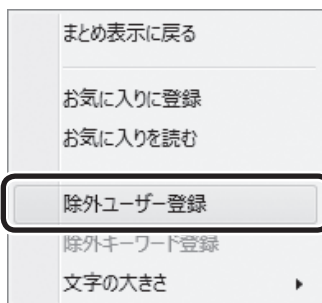 まとめ表示に戻る
お気に入りに登録
お気に入りを読む
除外ユーザー登録
除外キーワード登録
文字の大きさ